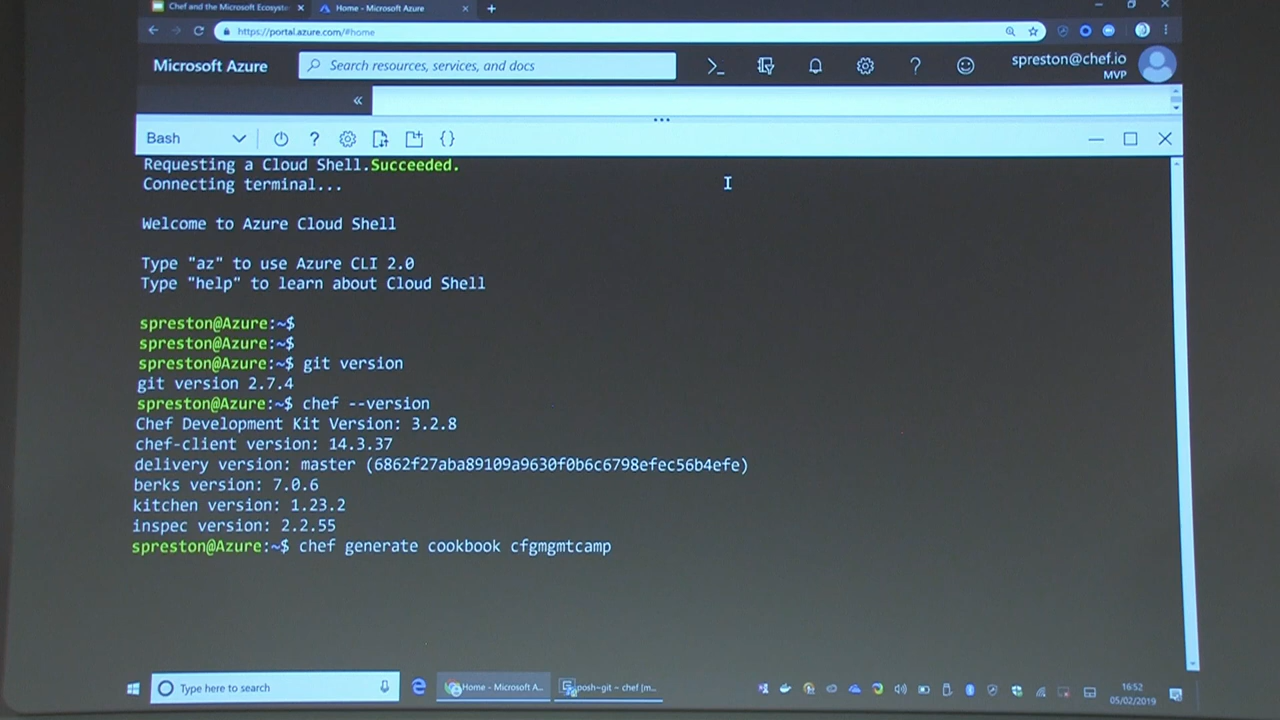 Chef and the Microsoft Ecosyste
Home - Microsoft Azure
https://portal.azure.com/#home
Microsoft Azure
Search resources, services, and docs
spreston@chef.io
MVP
Bash
Requesting a Cloud Shell.Succeeded.
Connecting terminal...
Welcome to Azure Cloud Shell
Type "az" to use Azure CLI 2.0
Type "help" to learn about Cloud Shell
spreston@Azure:~$
spreston@Azure:~$
spreston@Azure:~$ git version
git version 2.7.4
spreston@Azure:~$ chef --version
Chef Development Kit Version: 3.2.8
chef-client version: 14.3.37
delivery version: master (6862f27aba89109a9630f0b6c6798efec56b4efe)
berks version: 7.0.6
kitchen version: 1.23.2
inspec version: 2.2.55
spreston@Azure:~$ chef generate cookbook cfgmgmtcamp
Type here to search
Home - Microsoft A...
posh~git ~ chef [m...
16:52
05/02/2019